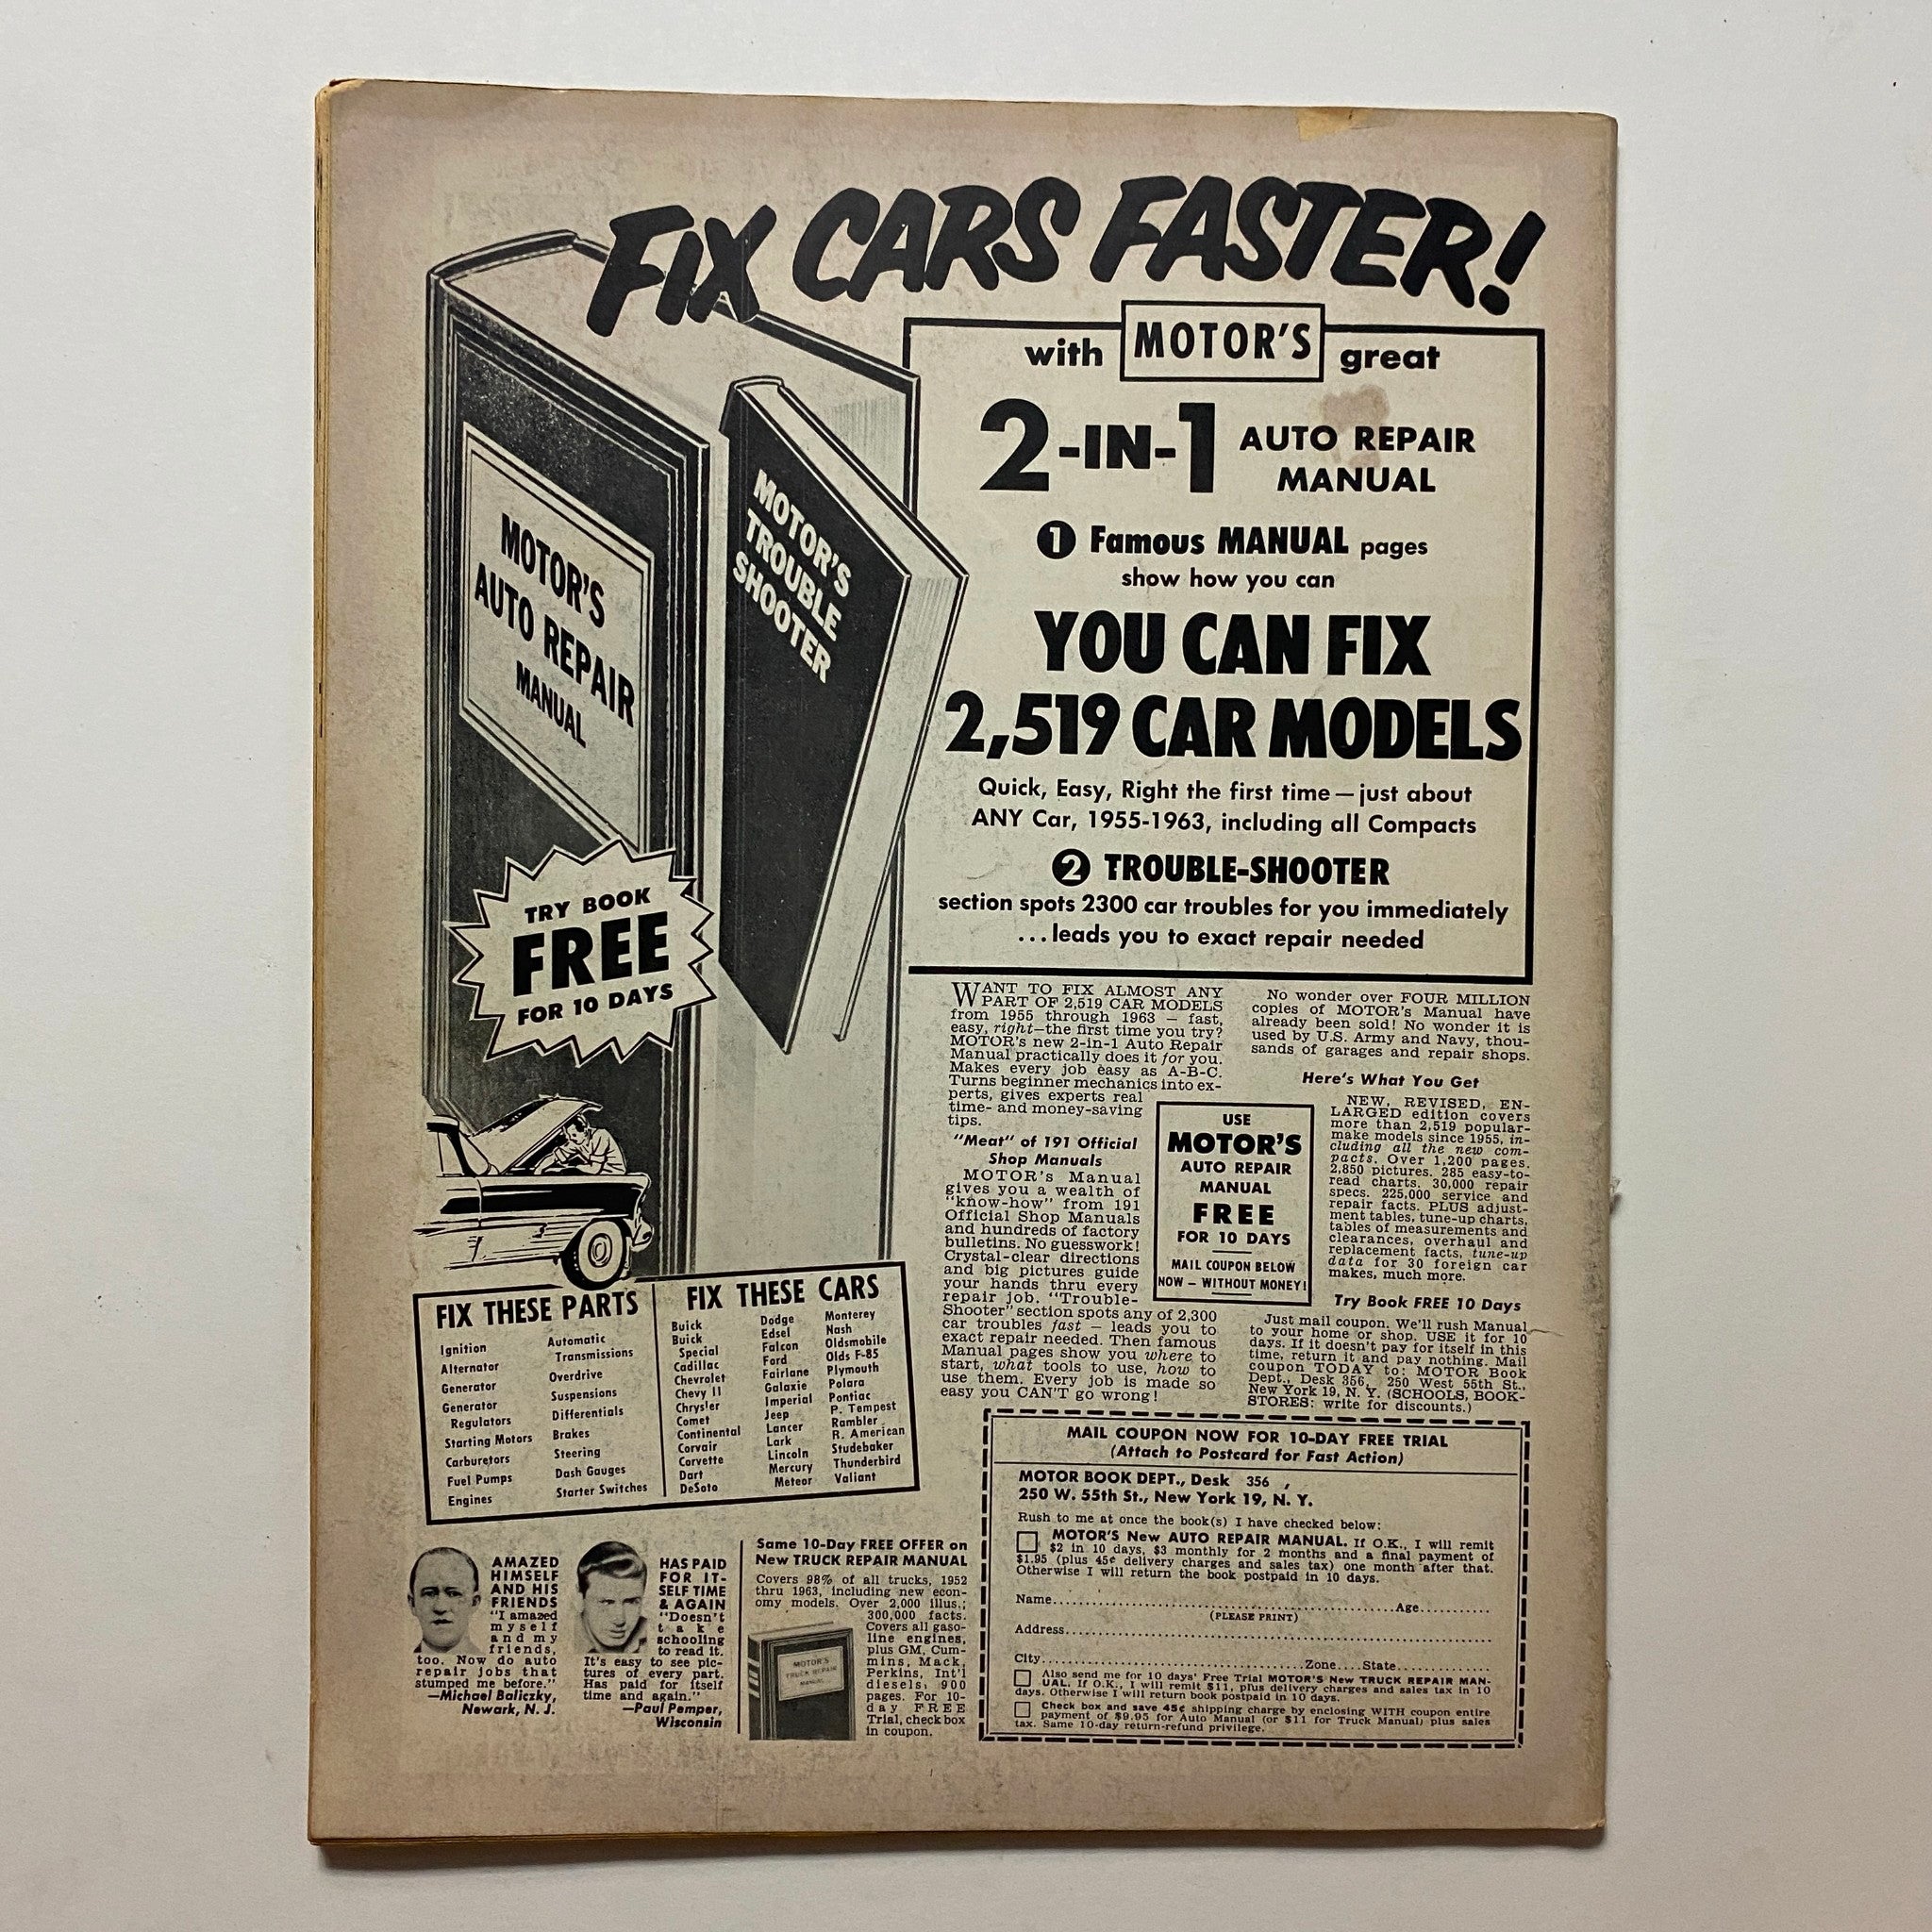 FIX CARS FASTER!
with MOTOR'S great
2-IN-1 AUTO REPAIR
MANUAL
1 Famous MANUAL pages
show how you can
YOU CAN FIX
2,519 CAR MODELS
Quick, Easy, Right the first time — just about
ANY Car, 1955-1963, including all Compacts
2 TROUBLE-SHOOTER
section spots 2300 car troubles for you immediately
...leads you to exact repair needed
MOTOR'S
AUTO REPAIR
MANUAL
MOTOR'S
TROUBLE
SHOOTER
TRY BOOK
FREE
FOR 10 DAYS
WANT TO FIX ALMOST ANY
PART OF 2,519 CAR MODELS
from 1955 through 1963 — fast,
easy, right—the first time you try?
MOTOR's new 2-in-1 Auto Repair
Manual practically does it for you.
Makes every job easy as A-B-C.
Turns beginner mechanics into ex-
perts, gives experts real
time- and money-saving
tips.
"Meat" of 191 Official
Shop Manuals
MOTOR's Manual
gives you a wealth of
"know-how" from 191
Official Shop Manuals
and hundreds of factory
bulletins. No guesswork!
Crystal-clear directions
and big pictures guide
your hands thru every
repair job. "Trouble-
Shooter" section spots any of 2,300
car troubles fast — leads you to
exact repair needed. Then famous
Manual pages show you where to
start, what tools to use, how to
use them. Every job is made so
easy you CAN'T go wrong!
USE
MOTOR'S
AUTO REPAIR
MANUAL
FREE
FOR 10 DAYS
MAIL COUPON BELOW
NOW — WITHOUT MONEY!
No wonder over FOUR MILLION
copies of MOTOR's Manual have
already been sold! No wonder it is
used by U.S. Army and Navy, thou-
sands of garages and repair shops.
Here's What You Get
NEW, REVISED, EN-
LARGED edition covers
more than 2,519 popular-
make models since 1955, in-
cluding all the new com-
pacts. Over 1,200 pages.
2,850 pictures. 285 easy-to-
read charts. 30,000 repair
specs. 225,000 service and
repair facts. PLUS adjust-
ment tables, tune-up charts,
tables of measurements and
clearances, overhaul and
replacement facts, tune-up
data for 30 foreign car
makes, much more.
Try Book FREE 10 Days
Just mail coupon. We'll rush Manual
to your home or shop. USE it for 10
days. If it doesn't pay for itself in this
time, return it and pay nothing. Mail
coupon TODAY to: MOTOR Book
Dept., Desk 356, 250 West 55th St.,
New York 19, N. Y. (SCHOOLS, BOOK-
STORES: write for discounts.)
FIX THESE PARTS
Ignition
Alternator
Generator
Generator
Regulators
Starting Motors
Carburetors
Fuel Pumps
Engines
Automatic
Transmissions
Overdrive
Suspensions
Differentials
Brakes
Steering
Dash Gauges
Starter Switches
FIX THESE CARS
Buick
Buick
Special
Cadillac
Chevrolet
Chevy II
Chrysler
Comet
Continental
Corvair
Corvette
Dart
DeSoto
Dodge
Edsel
Falcon
Ford
Fairlane
Galaxie
Imperial
Jeep
Lancer
Lark
Lincoln
Mercury
Meteor
Monterey
Nash
Oldsmobile
Olds F-85
Plymouth
Polara
Pontiac
P. Tempest
Rambler
R. American
Studebaker
Thunderbird
Valiant
AMAZED
HIMSELF
AND HIS
FRIENDS
"I amazed
myself
and my
friends,
too. Now do auto
repair jobs that
stumped me before."
—Michael Baliczky,
Newark, N. J.
HAS PAID
FOR IT-
SELF TIME
& AGAIN
"Doesn't
take
schooling
to read it.
It's easy to see pic-
tures of every part.
Has paid for itself
time and again."
—Paul Pemper,
Wisconsin
Same 10-Day FREE OFFER on
New TRUCK REPAIR MANUAL
Covers 98% of all trucks, 1952
thru 1963, including new econ-
omy models. Over 2,000 illus.;
300,000 facts.
Covers all gaso-
line engines,
plus GM, Cum-
mins, Mack,
Perkins, Int'l
diesels, 900
pages. For 10-
day FREE
Trial, check box
in coupon.
MOTOR'S
TRUCK REPAIR
MANUAL
MAIL COUPON NOW FOR 10-DAY FREE TRIAL
(Attach to Postcard for Fast Action)
MOTOR BOOK DEPT., Desk 356 ,
250 W. 55th St., New York 19, N. Y.
Rush to me at once the book(s) I have checked below:
MOTOR'S New AUTO REPAIR MANUAL. If O.K., I will remit
$2 in 10 days, $3 monthly for 2 months and a final payment of
$1.95 (plus 45¢ delivery charges and sales tax) one month after that.
Otherwise I will return the book postpaid in 10 days.
Name..........Age..........
(PLEASE PRINT)
Address..........
City..........Zone....State..........
Also send me for 10 days' Free Trial MOTOR'S New TRUCK REPAIR MAN-
UAL. If O.K., I will remit $11, plus delivery charges and sales tax in 10
days. Otherwise I will return book postpaid in 10 days.
Check box and save 45¢ shipping charge by enclosing WITH coupon entire
payment of $9.95 for Auto Manual (or $11 for Truck Manual) plus sales
tax. Same 10-day return-refund privilege.